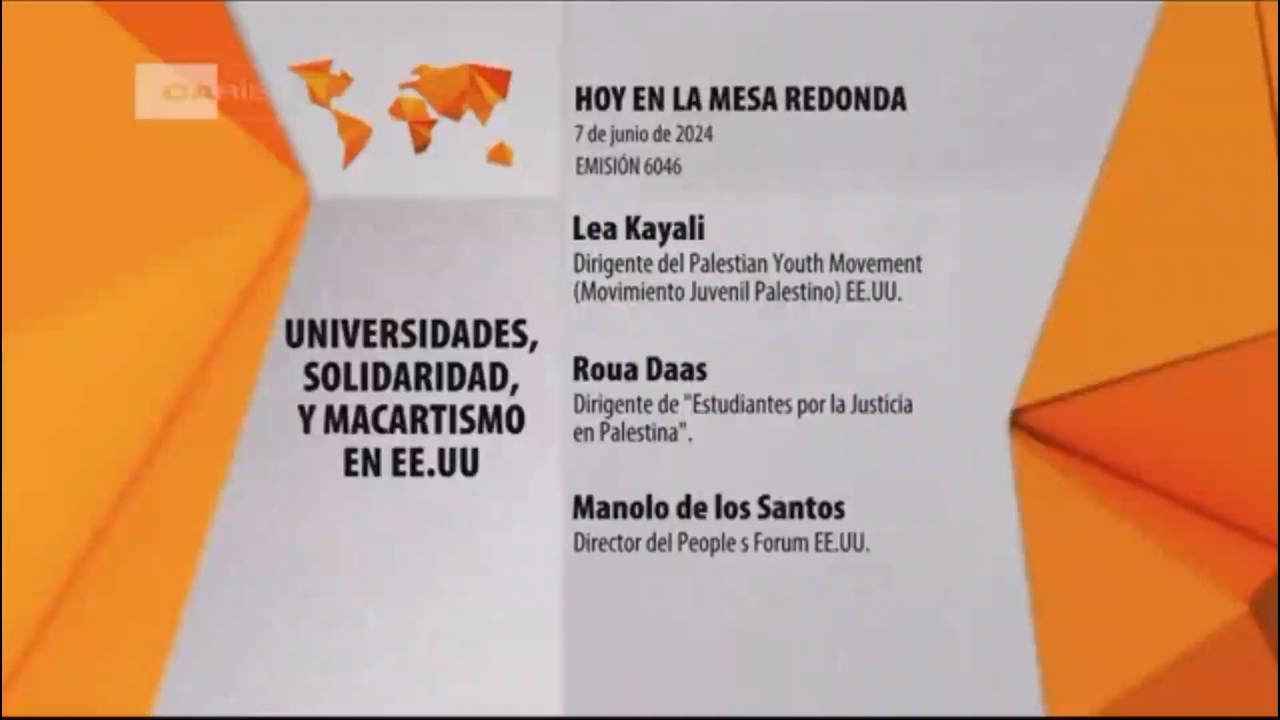 CARIBE
HOY EN LA MESA REDONDA
7 de junio de 2024
EMISIÓN 6046
UNIVERSIDADES,
SOLIDARIDAD,
Y MACARTISMO
EN EE.UU
Lea Kayali
Dirigente del Palestian Youth Movement
(Movimiento Juvenil Palestino) EE.UU.
Roua Daas
Dirigente de "Estudiantes por la Justicia
en Palestina".
Manolo de los Santos
Director del People s Forum EE.UU.